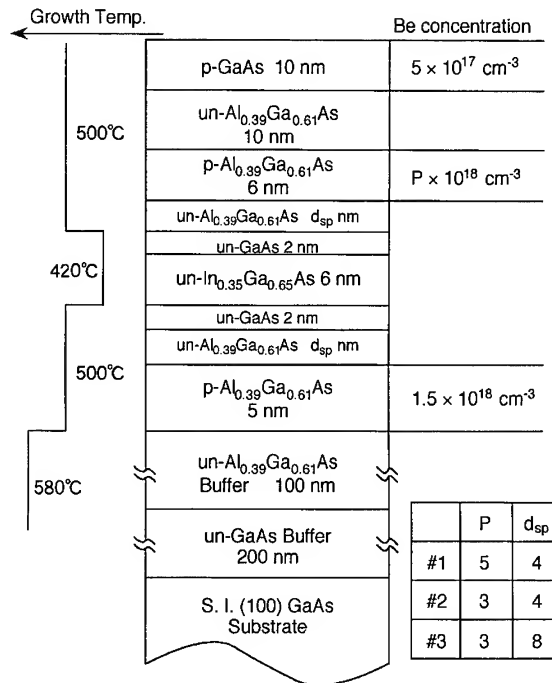 Growth Temp.
Be concentration
p-GaAs 10 nm
5 × 10¹⁷ cm⁻³
500℃
un-Al₀.₃₉Ga₀.₆₁As
10 nm
p-Al₀.₃₉Ga₀.₆₁As
6 nm
P × 10¹⁸ cm⁻³
un-Al₀.₃₉Ga₀.₆₁As dₛₚ nm
un-GaAs 2 nm
420℃
un-In₀.₃₅Ga₀.₆₅As 6 nm
un-GaAs 2 nm
un-Al₀.₃₉Ga₀.₆₁As dₛₚ nm
500℃
p-Al₀.₃₉Ga₀.₆₁As
5 nm
1.5 × 10¹⁸ cm⁻³
580℃
un-Al₀.₃₉Ga₀.₆₁As
Buffer 100 nm
un-GaAs Buffer
200 nm
S. I. (100) GaAs
Substrate
P dₛₚ
#1 5 4
#2 3 4
#3 3 8